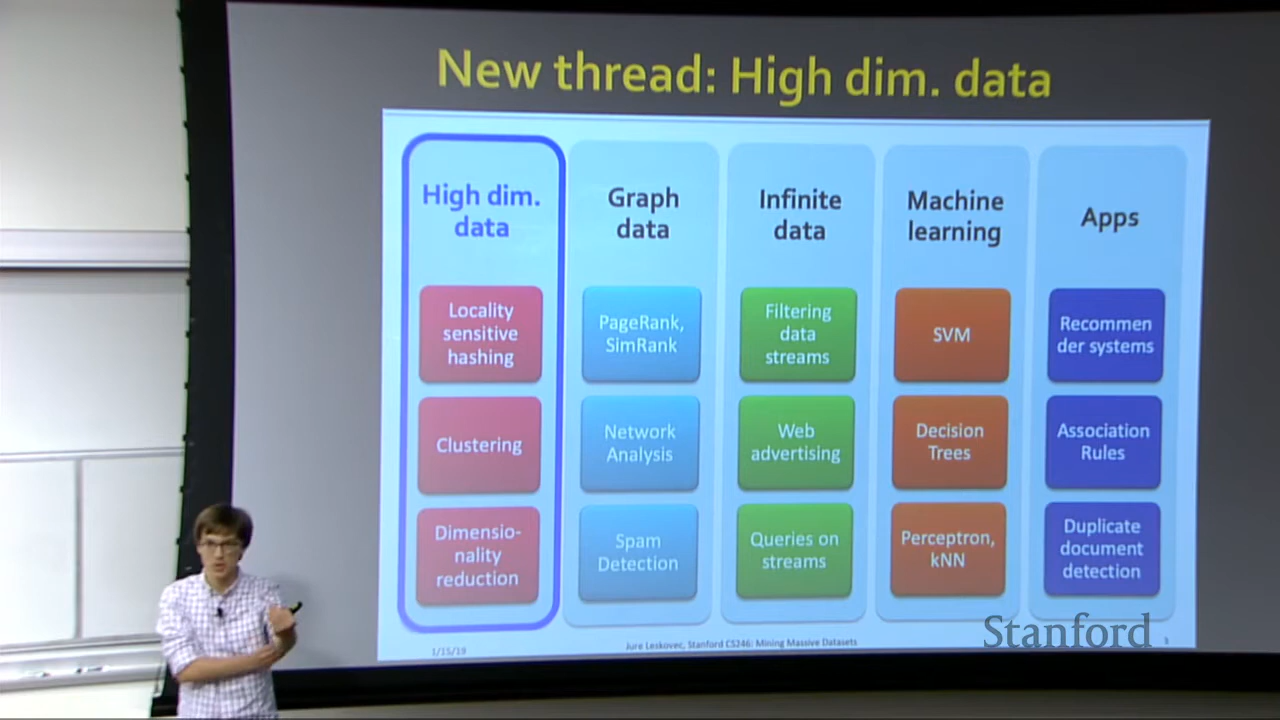 New thread: High dim. data
High dim.
data
Graph
data
Infinite
data
Machine
learning
Apps
Locality
sensitive
hashing
PageRank,
SimRank
Filtering
data
streams
SVM
Recommen
der systems
Clustering
Network
Analysis
Web
advertising
Decision
Trees
Association
Rules
Dimensio-
nality
reduction
Spam
Detection
Queries on
streams
Perceptron,
kNN
Duplicate
document
detection
1/15/19
Jure Leskovec, Stanford CS246: Mining Massive Datasets
Stanford